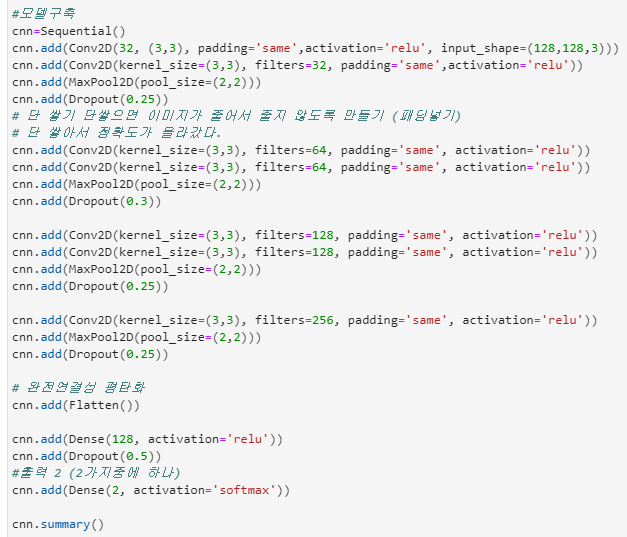 #모델구축
cnn=Sequential()
cnn.add(Conv2D(32, (3,3), padding='same',activation='relu', input_shape=(128,128,3)))
cnn.add(Conv2D(kernel_size=(3,3), filters=32, padding='same',activation='relu'))
cnn.add(MaxPool2D(pool_size=(2,2)))
cnn.add(Dropout(0.25))
# 단 쌓기 단쌓으면 이미지가 줄어서 줄지 않도록 만들기 (패딩넣기)
# 단 쌓아서 정확도가 올라갔다.
cnn.add(Conv2D(kernel_size=(3,3), filters=64, padding='same', activation='relu'))
cnn.add(Conv2D(kernel_size=(3,3), filters=64, padding='same', activation='relu'))
cnn.add(MaxPool2D(pool_size=(2,2)))
cnn.add(Dropout(0.3))
cnn.add(Conv2D(kernel_size=(3,3), filters=128, padding='same', activation='relu'))
cnn.add(Conv2D(kernel_size=(3,3), filters=128, padding='same', activation='relu'))
cnn.add(MaxPool2D(pool_size=(2,2)))
cnn.add(Dropout(0.25))
cnn.add(Conv2D(kernel_size=(3,3), filters=256, padding='same', activation='relu'))
cnn.add(MaxPool2D(pool_size=(2,2)))
cnn.add(Dropout(0.25))
# 완전연결성 평탄화
cnn.add(Flatten())
cnn.add(Dense(128, activation='relu'))
cnn.add(Dropout(0.5))
#출력 2 (2가지중에 하나)
cnn.add(Dense(2, activation='softmax'))
cnn.summary()